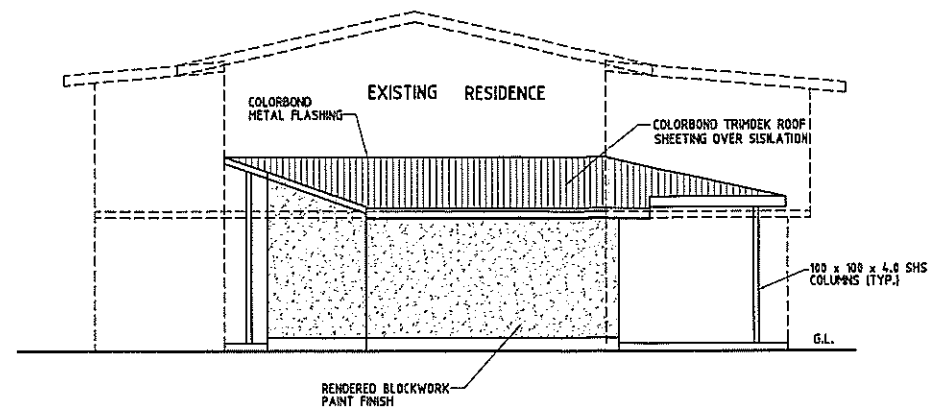 EXISTING RESIDENCE
COLORBOND
METAL FLASHING
COLORBOND TRIMDEK ROOF
SHEETING OVER SISILATION
100 x 100 x 4.0 SHS
COLUMNS (TYP.)
G.L.
RENDERED BLOCKWORK
PAINT FINISH